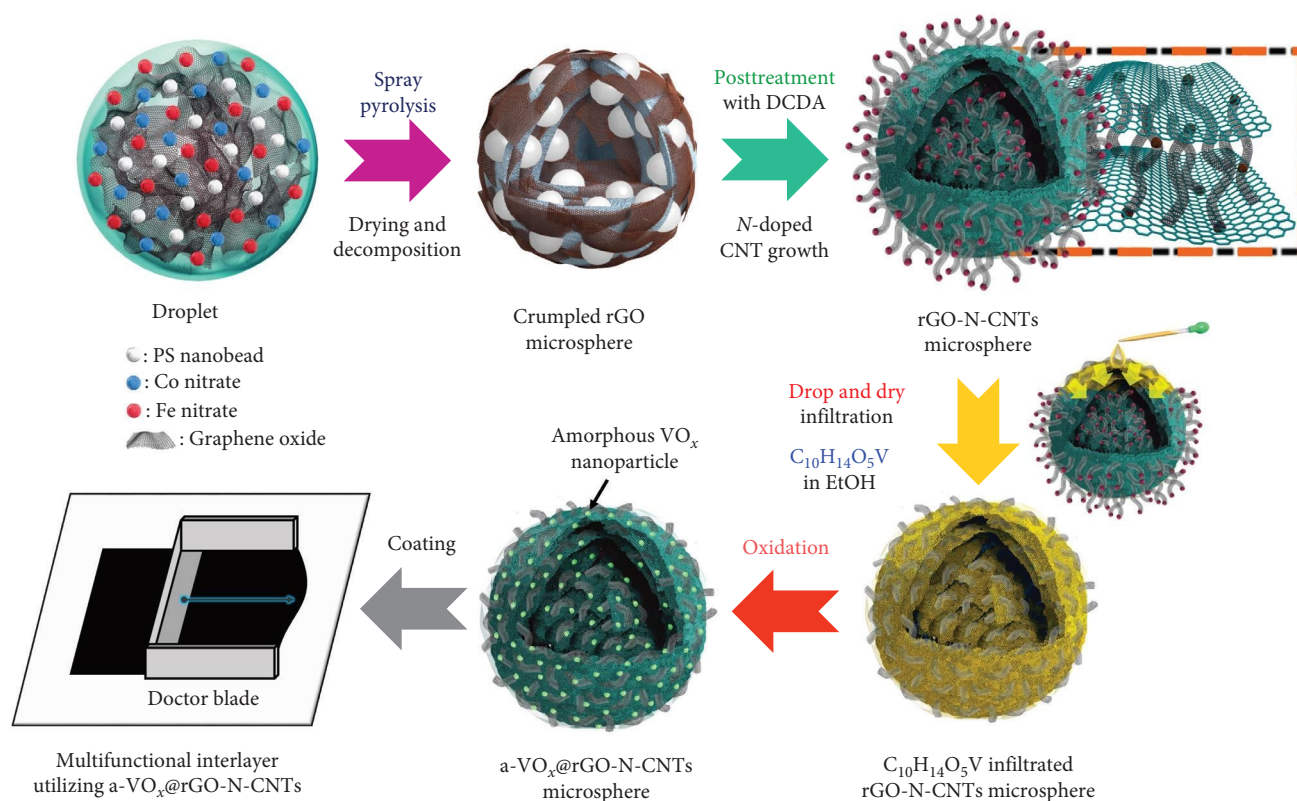 Droplet
: PS nanobead
: Co nitrate
: Fe nitrate
: Graphene oxide
Spray
pyrolysis
Drying and
decomposition
Crumpled rGO
microsphere
Posttreatment
with DCDA
N-doped
CNT growth
rGO-N-CNTs
microsphere
Drop and dry
infiltration
C₁₀H₁₄O₅V
in EtOH
C₁₀H₁₄O₅V infiltrated
rGO-N-CNTs microsphere
Oxidation
Amorphous VOₓ
nanoparticle
a-VOₓ@rGO-N-CNTs
microsphere
Coating
Doctor blade
Multifunctional interlayer
utilizing a-VOₓ@rGO-N-CNTs